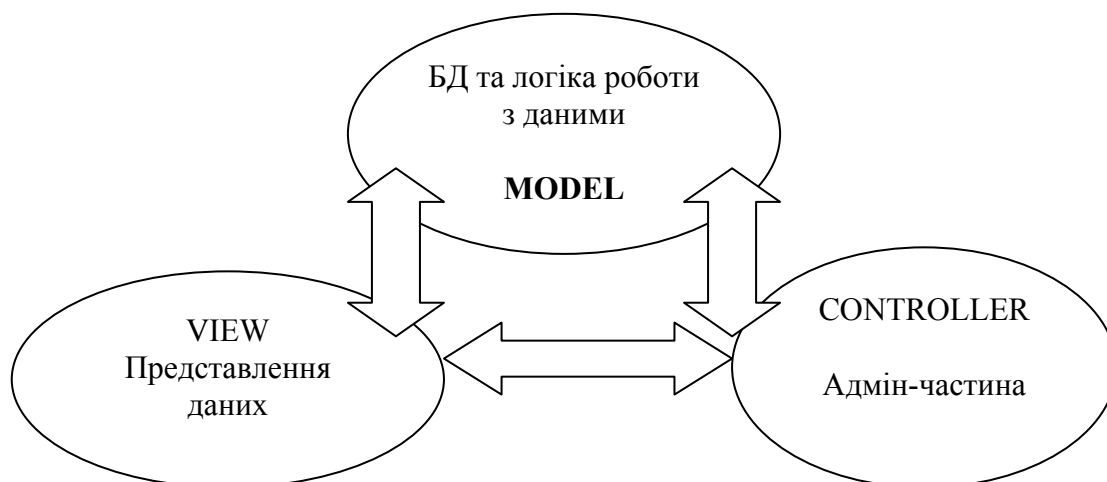 БД та логіка роботи
з даними
MODEL
VIEW
Представлення
даних
CONTROLLER
Адмін-частина